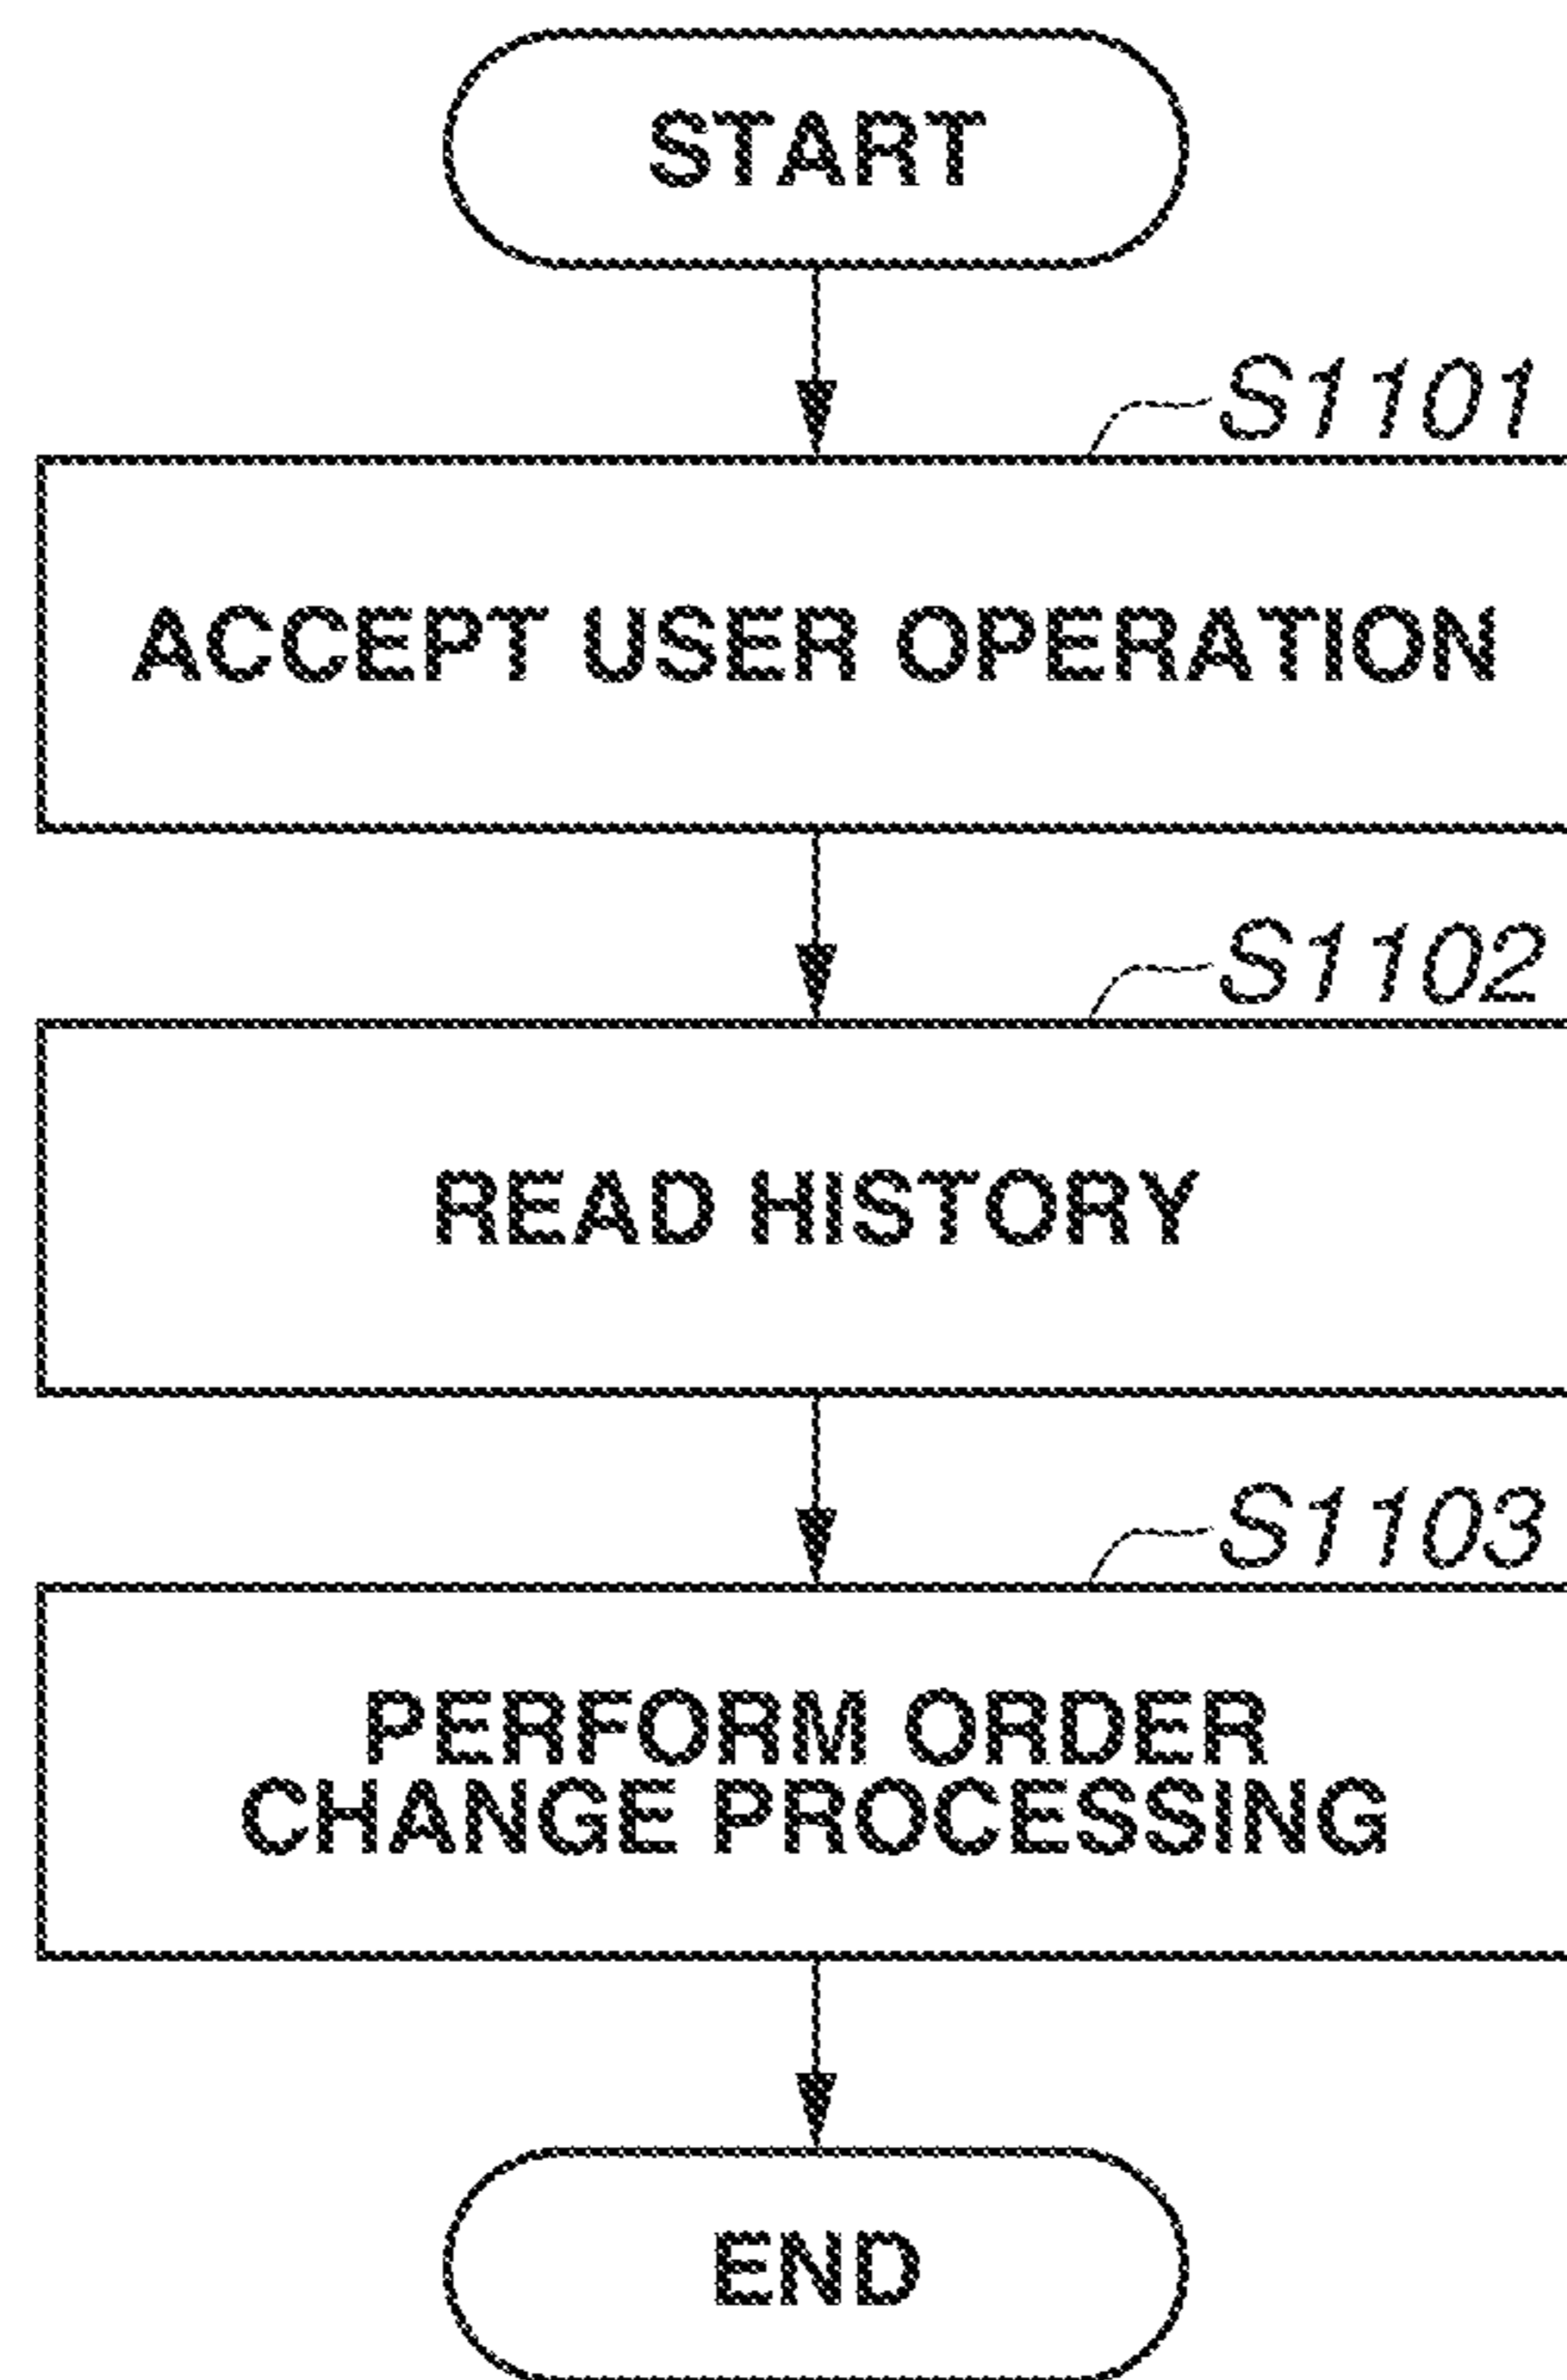 START
S1101
ACCEPT USER OPERATION
S1102
READ HISTORY
S1103
PERFORM ORDER
CHANGE PROCESSING
END